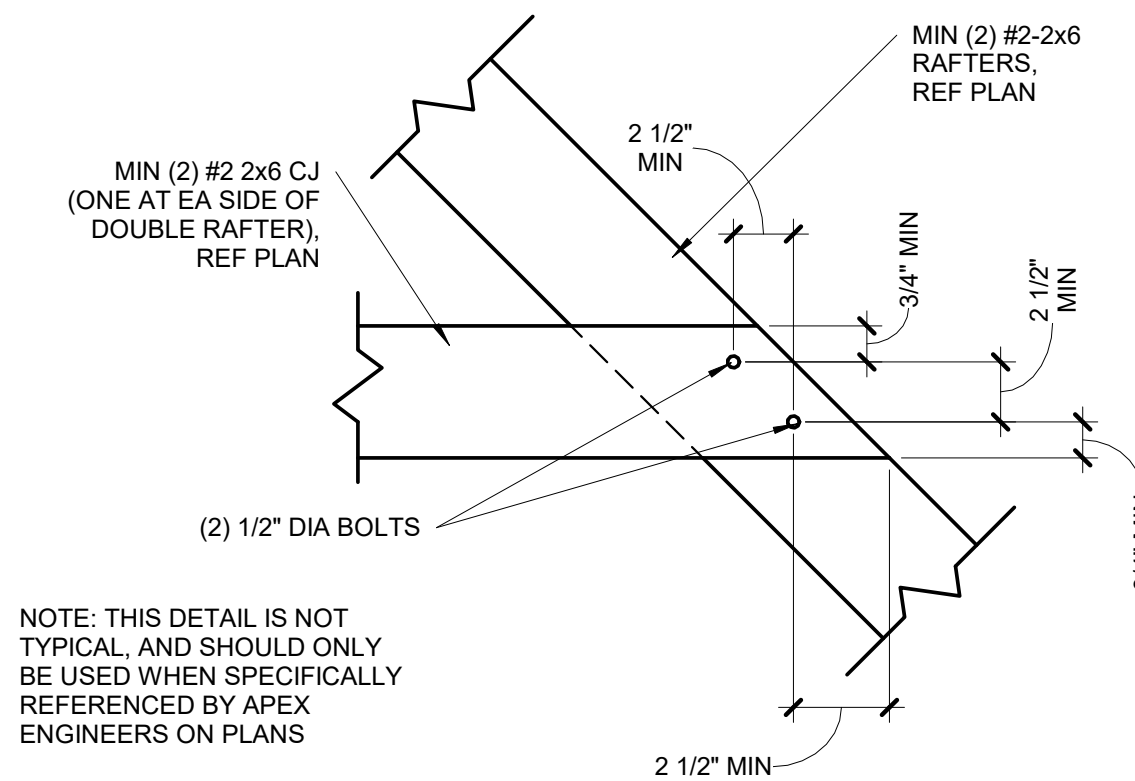 MIN (2) #2-2x6
RAFTERS,
REF PLAN
2 1/2"
MIN
MIN (2) #2 2x6 CJ
(ONE AT EA SIDE OF
DOUBLE RAFTER),
REF PLAN
3/4" MIN
2 1/2"
MIN
(2) 1/2" DIA BOLTS
NOTE: THIS DETAIL IS NOT
TYPICAL, AND SHOULD ONLY
BE USED WHEN SPECIFICALLY
REFERENCED BY APEX
ENGINEERS ON PLANS
2 1/2" MIN